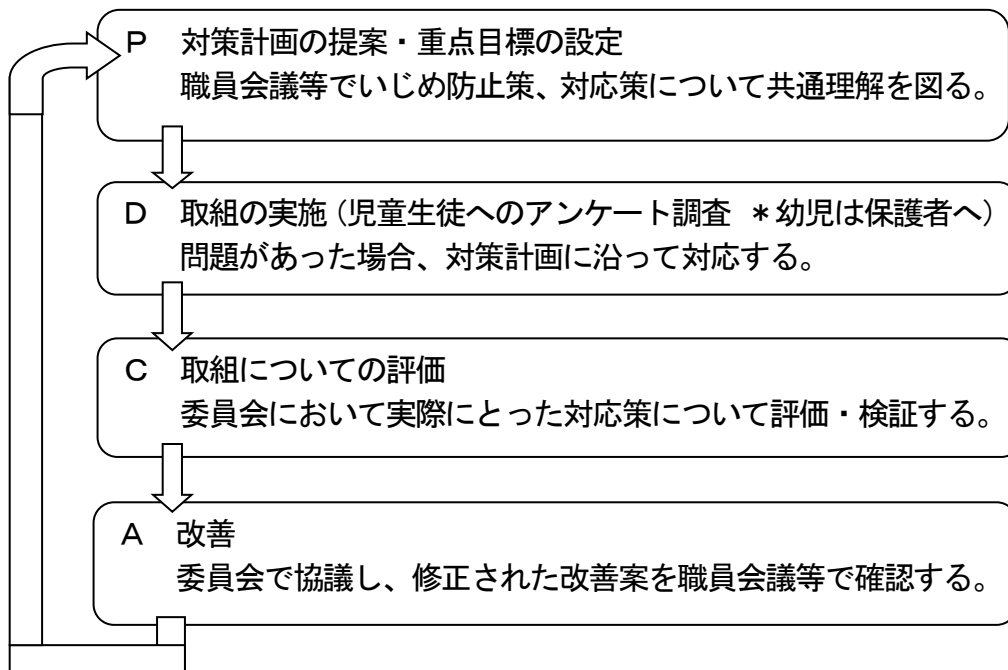 P 対策計画の提案・重点目標の設定
職員会議等でいじめ防止策、対応策について共通理解を図る。
D 取組の実施（児童生徒へのアンケート調査 ＊幼児は保護者へ）
問題があった場合、対策計画に沿って対応する。
C 取組についての評価
委員会において実際にとった対応策について評価・検証する。
A 改善
委員会で協議し、修正された改善案を職員会議等で確認する。